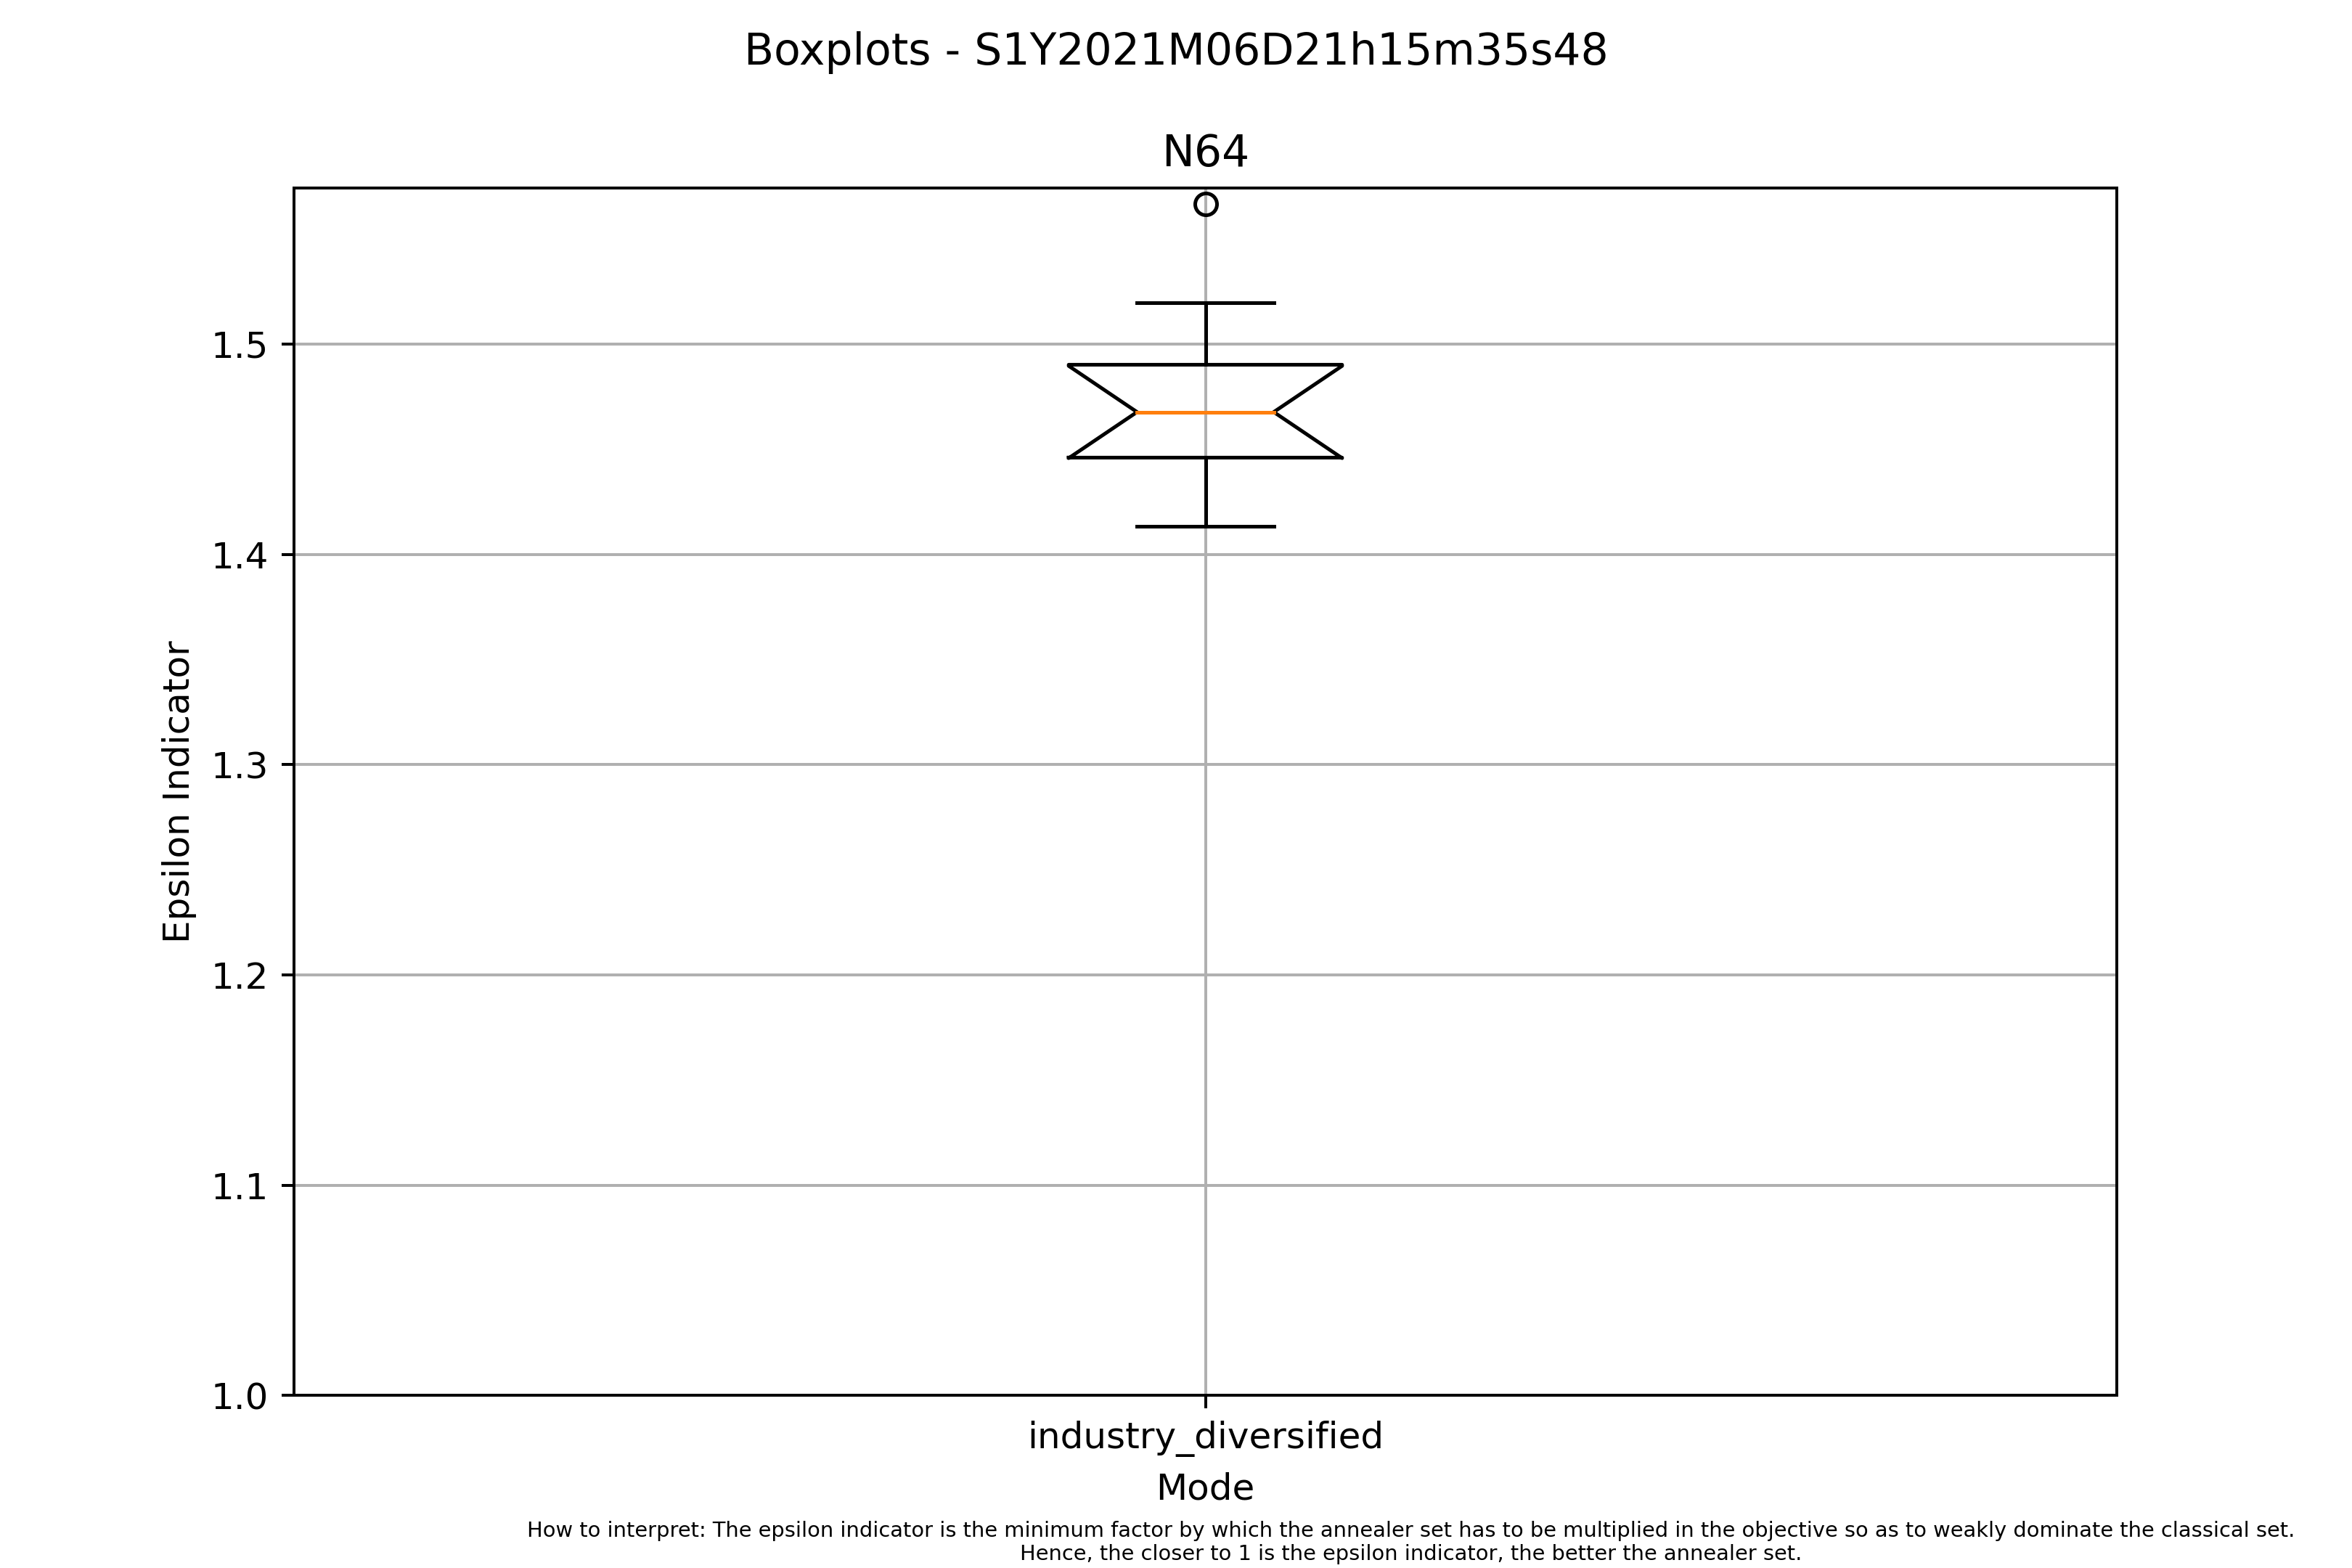 Boxplots - S1Y2021M06D21h15m35s48
N64
1.5
1.4
1.3
1.2
1.1
1.0
Epsilon Indicator
industry_diversified
Mode
How to interpret: The epsilon indicator is the minimum factor by which the annealer set has to be multiplied in the objective so as to weakly dominate the classical set.
Hence, the closer to 1 is the epsilon indicator, the better the annealer set.